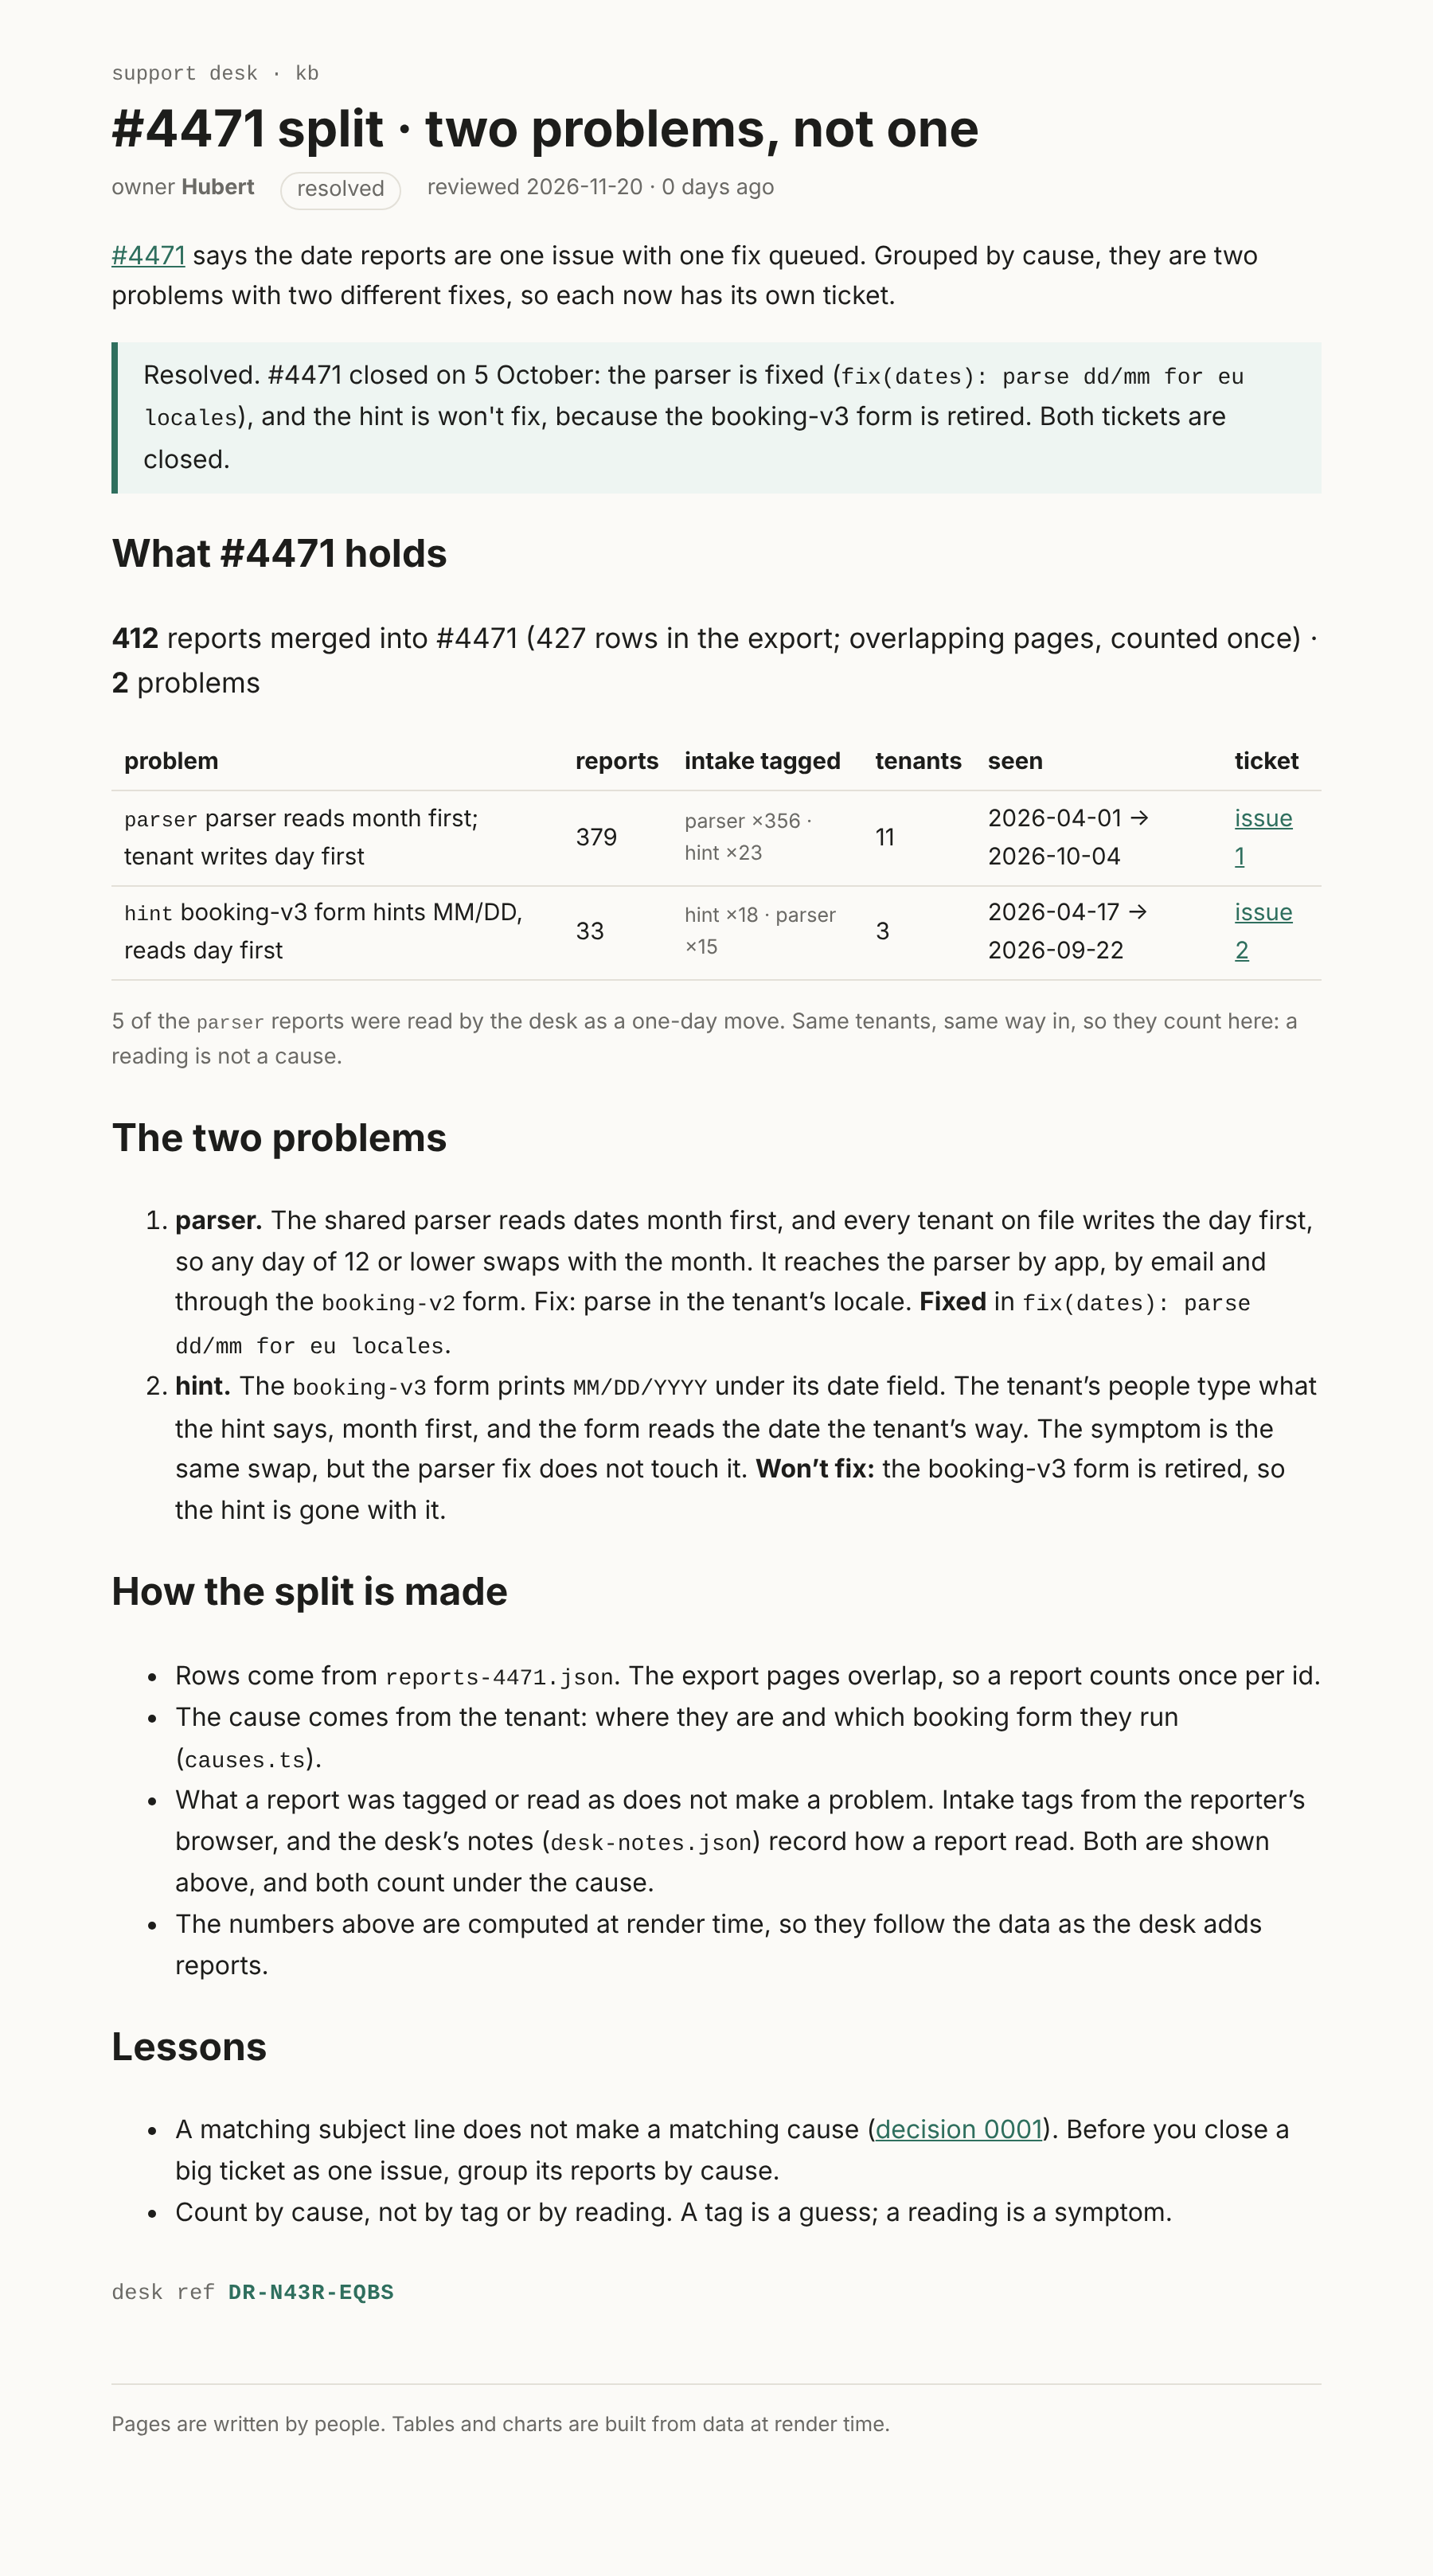 support desk · kb
#4471 split · two problems, not one
owner Hubert resolved reviewed 2026-11-20 · 0 days ago
#4471 says the date reports are one issue with one fix queued. Grouped by cause, they are two
problems with two different fixes, so each now has its own ticket.
Resolved. #4471 closed on 5 October: the parser is fixed (fix(dates): parse dd/mm for eu
locales), and the hint is won't fix, because the booking-v3 form is retired. Both tickets are
closed.
What #4471 holds
412 reports merged into #4471 (427 rows in the export; overlapping pages, counted once) ·
2 problems
problem reports intake tagged tenants seen ticket
parser parser reads month first; tenant writes day first 379 parser ×356 · hint ×23 11 2026-04-01 → 2026-10-04 issue 1
hint booking-v3 form hints MM/DD, reads day first 33 hint ×18 · parser ×15 3 2026-04-17 → 2026-09-22 issue 2
5 of the parser reports were read by the desk as a one-day move. Same tenants, same way in, so they count here: a
reading is not a cause.
The two problems
1. parser. The shared parser reads dates month first, and every tenant on file writes the day first,
so any day of 12 or lower swaps with the month. It reaches the parser by app, by email and
through the booking-v2 form. Fix: parse in the tenant’s locale. Fixed in fix(dates): parse
dd/mm for eu locales.
2. hint. The booking-v3 form prints MM/DD/YYYY under its date field. The tenant’s people type what
the hint says, month first, and the form reads the date the tenant’s way. The symptom is the
same swap, but the parser fix does not touch it. Won’t fix: the booking-v3 form is retired, so
the hint is gone with it.
How the split is made
• Rows come from reports-4471.json. The export pages overlap, so a report counts once per id.
• The cause comes from the tenant: where they are and which booking form they run
(causes.ts).
• What a report was tagged or read as does not make a problem. Intake tags from the reporter’s
browser, and the desk’s notes (desk-notes.json) record how a report read. Both are shown
above, and both count under the cause.
• The numbers above are computed at render time, so they follow the data as the desk adds
reports.
Lessons
• A matching subject line does not make a matching cause (decision 0001). Before you close a
big ticket as one issue, group its reports by cause.
• Count by cause, not by tag or by reading. A tag is a guess; a reading is a symptom.
desk ref DR-N43R-EQBS
Pages are written by people. Tables and charts are built from data at render time.